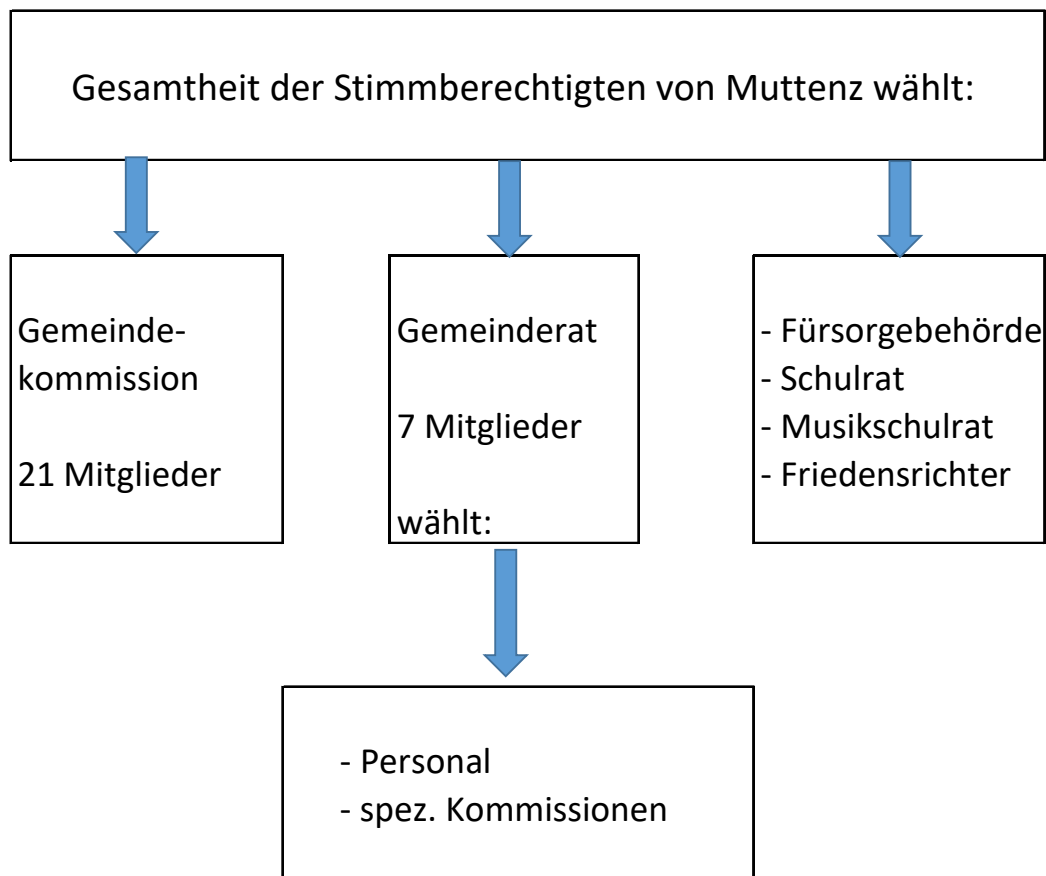 Gesamtheit der Stimmberechtigten von Muttenz wählt:
Gemeinde-
kommission
21 Mitglieder
Gemeinderat
7 Mitglieder
wählt:
- Fürsorgebehörde
- Schulrat
- Musikschulrat
- Friedensrichter
- Personal
- spez. Kommissionen